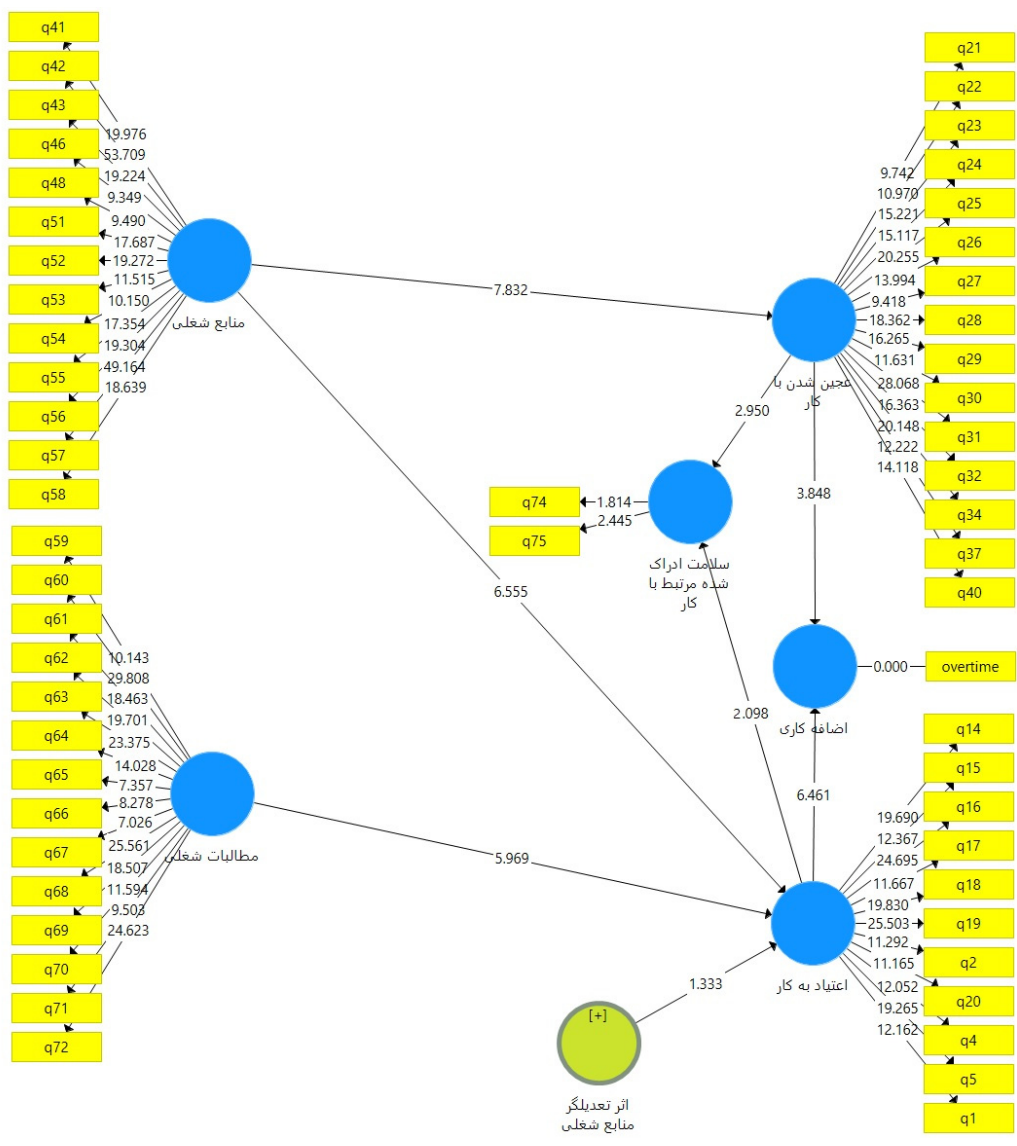 q41
q42
q43
q46
q48
q51
q52
q53
q54
q55
q56
q57
q58
19.976
53.709
19.224
9.349
9.490
17.687
19.272
11.515
10.150
17.354
19.304
49.164
18.639
منابع شغلی
7.832
q21
q22
q23
q24
q25
q26
q27
q28
q29
q30
q31
q32
q34
q37
q40
9.742
10.970
15.221
15.117
20.255
13.994
9.418
18.362
16.265
11.631
28.068
16.363
20.148
12.222
14.118
عجین شدن با
کار
2.950
3.848
q74
q75
1.814
2.445
سلامت ادراک
شده مرتبط با
کار
6.555
q59
q60
q61
q62
q63
q64
q65
q66
q67
q68
q69
q70
q71
q72
10.143
29.808
18.463
19.701
23.375
14.028
7.357
8.278
7.026
25.561
18.507
11.594
9.503
24.623
مطالبات شغلی
5.969
0.000
overtime
اضافه کاری
2.098
6.461
q14
q15
q16
q17
q18
q19
q2
q20
q4
q5
q1
19.690
12.367
24.695
11.667
19.830
25.503
11.292
11.165
12.052
19.265
12.162
اعتیاد به کار
1.333
[+]
اثر تعدیلگر
منابع شغلی